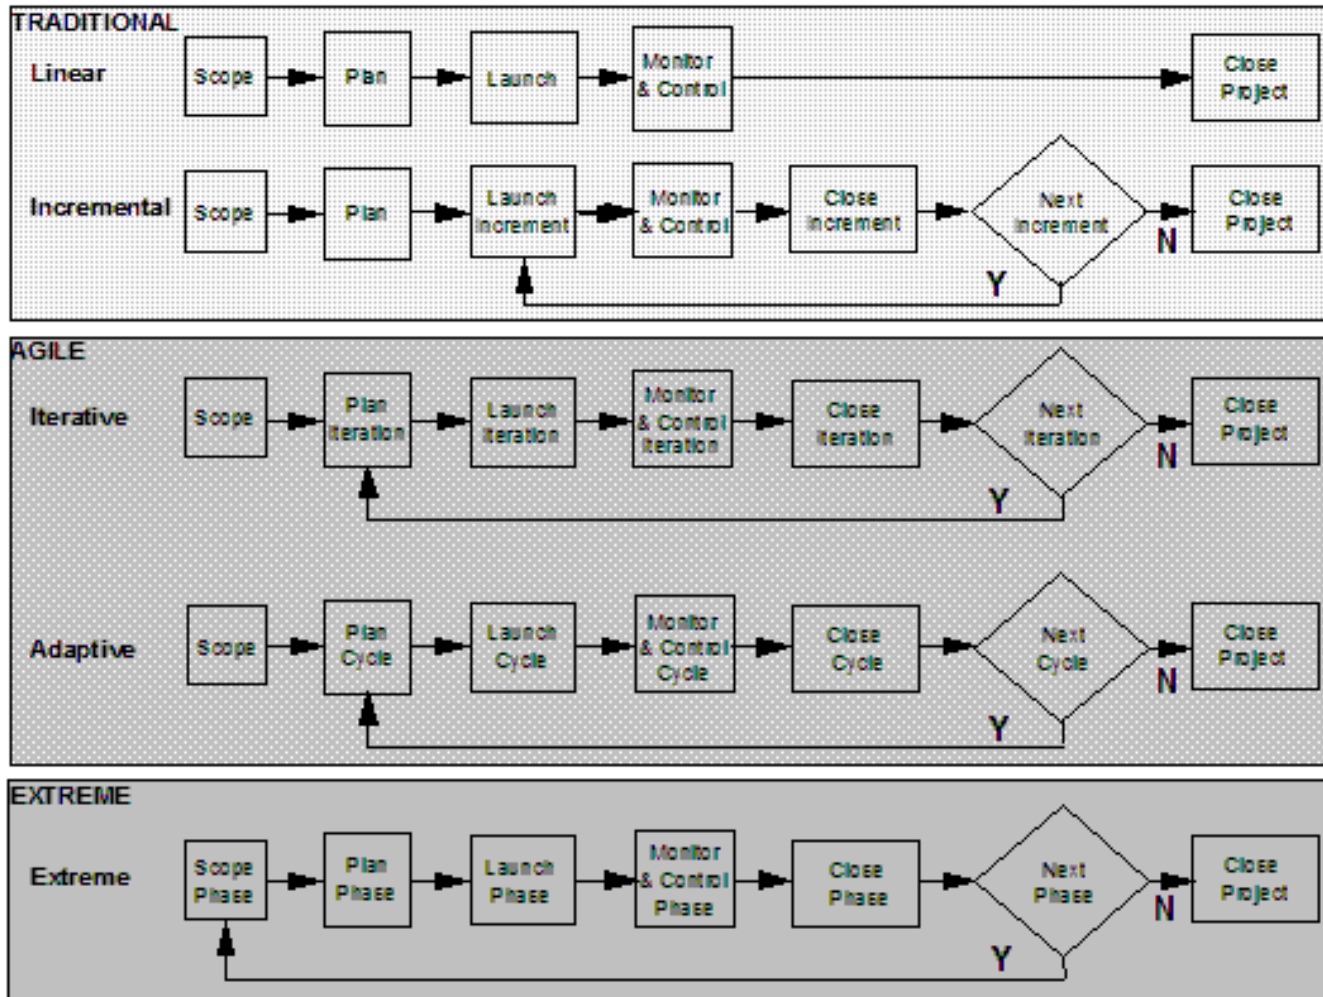 TRADITIONAL
Linear
Scope
Plan
Launch
Monitor
& Control
Close
Project
Incremental
Scope
Plan
Launch
Increment
Monitor
& Control
Close
Increment
Next
Increment
N
Close
Project
Y
AGILE
Iterative
Scope
Plan
Iteration
Launch
Iteration
Monitor
& Control
Iteration
Close
Iteration
Next
Iteration
N
Close
Project
Y
Adaptive
Scope
Plan
Cycle
Launch
Cycle
Monitor
& Control
Cycle
Close
Cycle
Next
Cycle
N
Close
Project
Y
EXTREME
Extreme
Scope
Phase
Plan
Phase
Launch
Phase
Monitor
& Control
Phase
Close
Phase
Next
Phase
N
Close
Project
Y